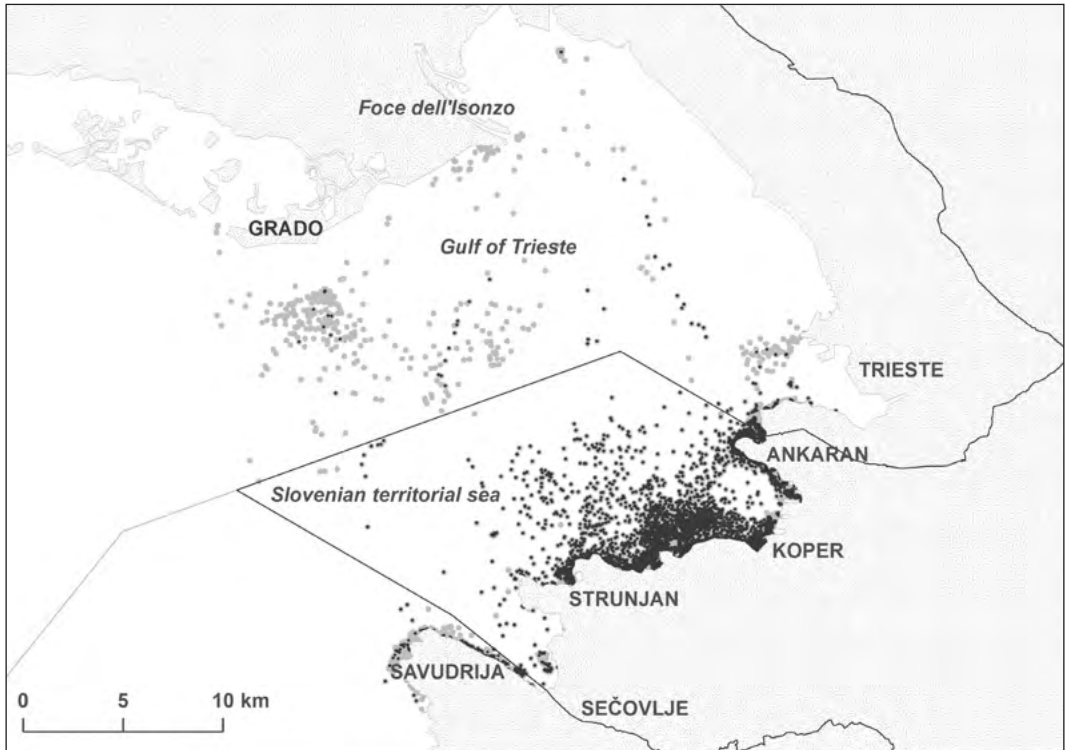 Foce dell'Isonzo
GRADO
Gulf of Trieste
TRIESTE
ANKARAN
Slovenian territorial sea
KOPER
STRUNJAN
SAVUDRIJA
0 5 10 km
SEČOVLJE